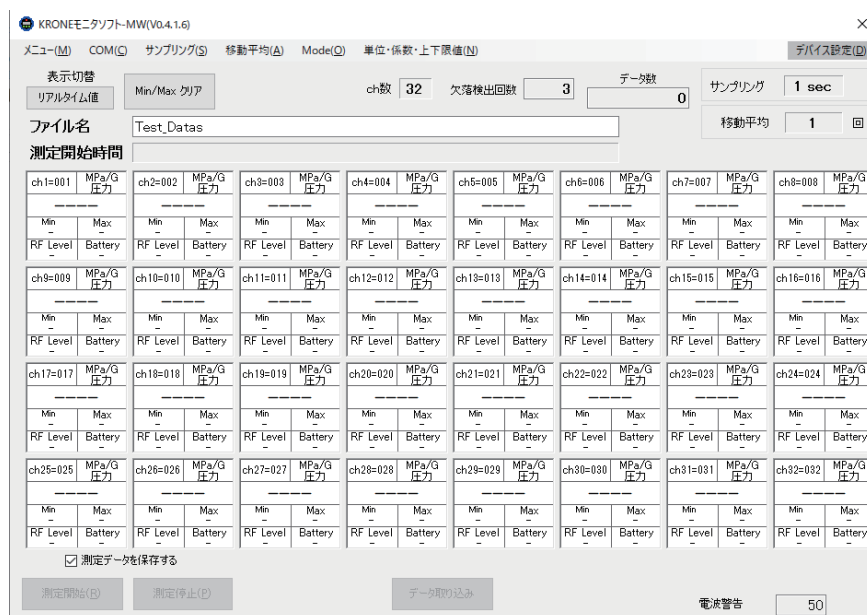 KRONEモニタソフト-MW(V0.4.1.6)
メニュー(M) COM(C) サンプリング(S) 移動平均(A) Mode(O) 単位・係数・上下限値(N) デバイス設定(D)
表示切替 データ数
リアルタイム値 Min/Max クリア ch数 32 欠落検出回数 3 0 サンプリング 1 sec
ファイル名 Test_Datas 移動平均 1 回
測定開始時間
ch1=001 MPa/G 圧力 ch2=002 MPa/G 圧力 ch3=003 MPa/G 圧力 ch4=004 MPa/G 圧力 ch5=005 MPa/G 圧力 ch6=006 MPa/G 圧力 ch7=007 MPa/G 圧力 ch8=008 MPa/G 圧力
---- ---- ---- ---- ---- ---- ---- ----
Min Max Min Max Min Max Min Max Min Max Min Max Min Max Min Max
- - - - - - - - - - - - - - - -
RF Level Battery RF Level Battery RF Level Battery RF Level Battery RF Level Battery RF Level Battery RF Level Battery RF Level Battery
- - - - - - - - - - - - - - - -
ch9=009 MPa/G 圧力 ch10=010 MPa/G 圧力 ch11=011 MPa/G 圧力 ch12=012 MPa/G 圧力 ch13=013 MPa/G 圧力 ch14=014 MPa/G 圧力 ch15=015 MPa/G 圧力 ch16=016 MPa/G 圧力
---- ---- ---- ---- ---- ---- ---- ----
Min Max Min Max Min Max Min Max Min Max Min Max Min Max Min Max
- - - - - - - - - - - - - - - -
RF Level Battery RF Level Battery RF Level Battery RF Level Battery RF Level Battery RF Level Battery RF Level Battery RF Level Battery
- - - - - - - - - - - - - - - -
ch17=017 MPa/G 圧力 ch18=018 MPa/G 圧力 ch19=019 MPa/G 圧力 ch20=020 MPa/G 圧力 ch21=021 MPa/G 圧力 ch22=022 MPa/G 圧力 ch23=023 MPa/G 圧力 ch24=024 MPa/G 圧力
---- ---- ---- ---- ---- ---- ---- ----
Min Max Min Max Min Max Min Max Min Max Min Max Min Max Min Max
- - - - - - - - - - - - - - - -
RF Level Battery RF Level Battery RF Level Battery RF Level Battery RF Level Battery RF Level Battery RF Level Battery RF Level Battery
- - - - - - - - - - - - - - - -
ch25=025 MPa/G 圧力 ch26=026 MPa/G 圧力 ch27=027 MPa/G 圧力 ch28=028 MPa/G 圧力 ch29=029 MPa/G 圧力 ch30=030 MPa/G 圧力 ch31=031 MPa/G 圧力 ch32=032 MPa/G 圧力
---- ---- ---- ---- ---- ---- ---- ----
Min Max Min Max Min Max Min Max Min Max Min Max Min Max Min Max
- - - - - - - - - - - - - - - -
RF Level Battery RF Level Battery RF Level Battery RF Level Battery RF Level Battery RF Level Battery RF Level Battery RF Level Battery
- - - - - - - - - - - - - - - -
測定データを保存する
測定開始(R) 測定停止(P) データ取り込み 電波警告 50